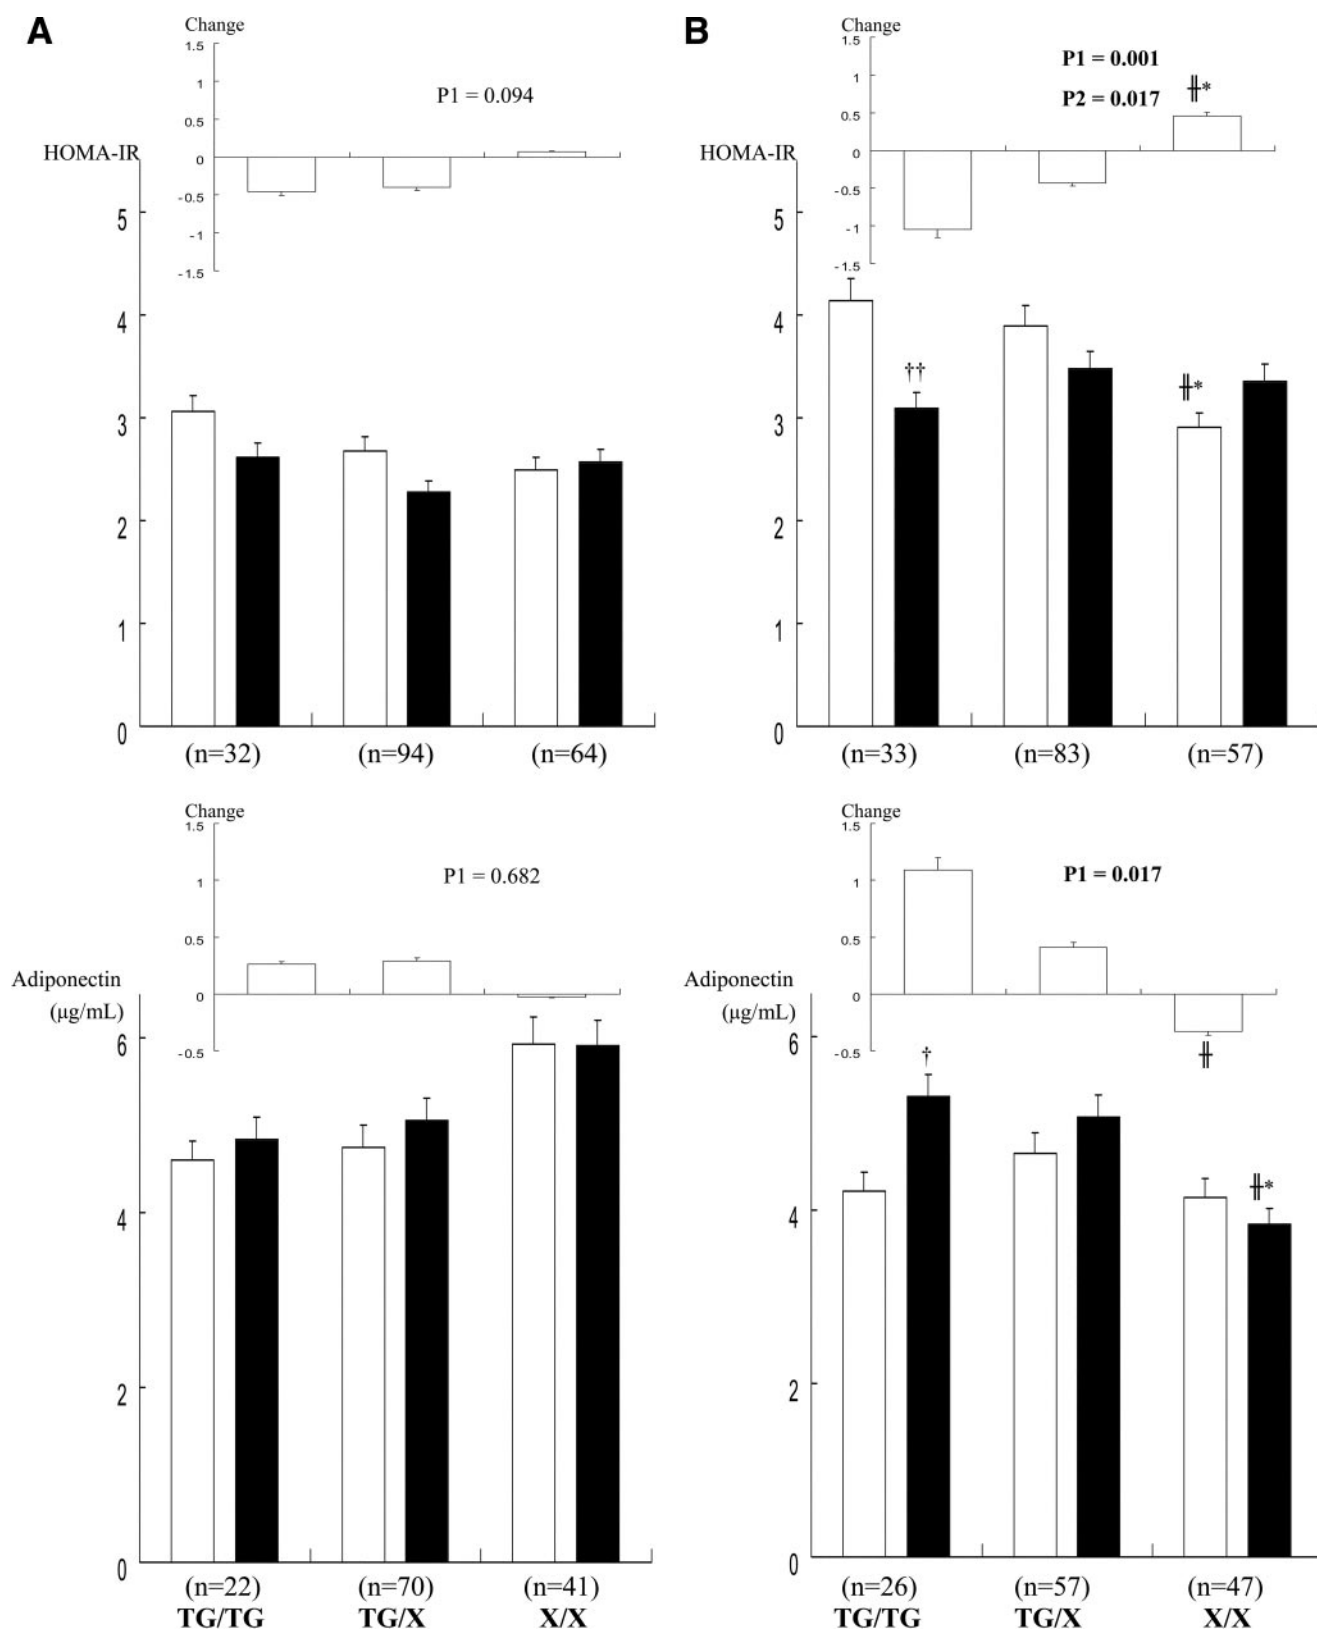 A
Change
1.5
1
0.5
0
-0.5
-1
-1.5
P1 = 0.094
HOMA-IR
5
4
3
2
1
0
(n=32) (n=94) (n=64)
B
Change
1.5
1
0.5
0
-0.5
-1
-1.5
P1 = 0.001
P2 = 0.017
╫*
HOMA-IR
5
4
3
2
1
0
††
╫*
(n=33) (n=83) (n=57)
Change
1.5
1
0.5
0
-0.5
P1 = 0.682
Adiponectin
(μg/mL)
6
4
2
0
(n=22) (n=70) (n=41)
TG/TG TG/X X/X
Change
1.5
1
0.5
0
-0.5
P1 = 0.017
╫
Adiponectin
(μg/mL)
6
4
2
0
†
╫*
(n=26) (n=57) (n=47)
TG/TG TG/X X/X